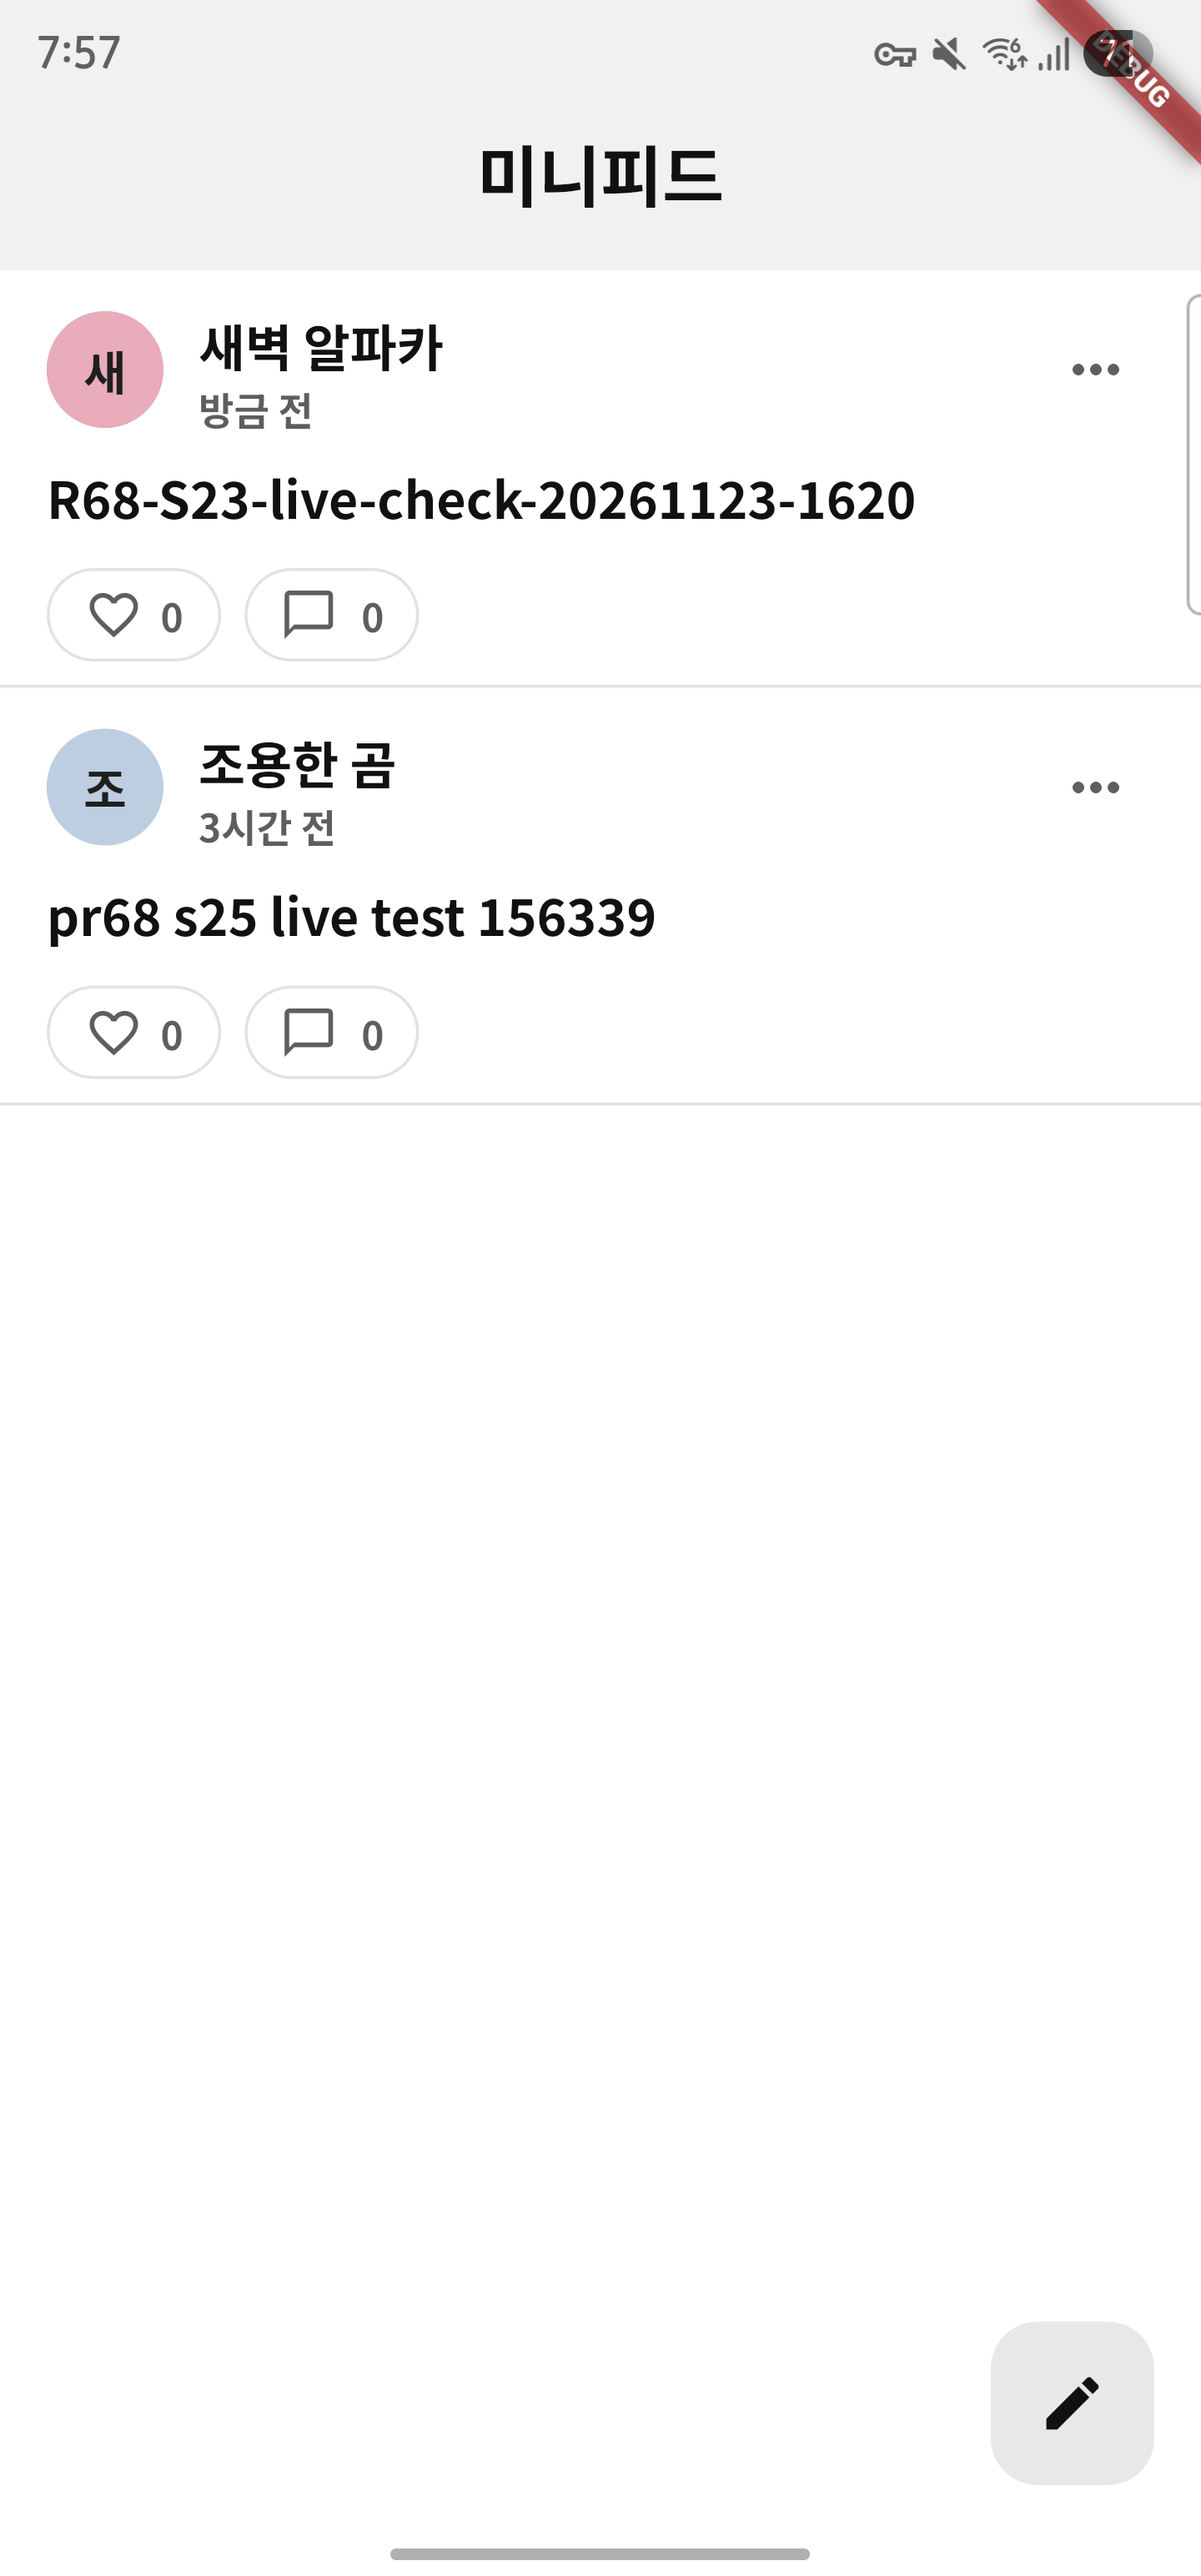 7:57
DEBUG
미니피드
새
새벽 알파카
방금 전
R68-S23-live-check-20261123-1620
0 0
조
조용한 곰
3시간 전
pr68 s25 live test 156339
0 0